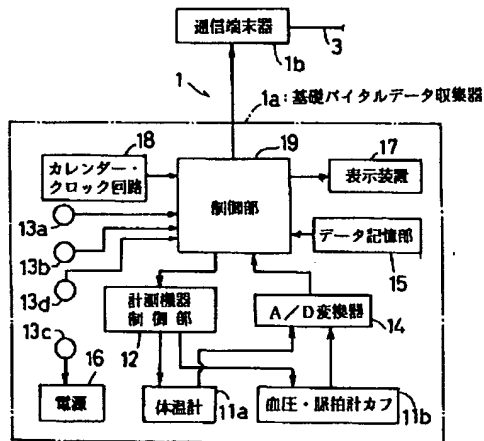 通信端末器
3
1b
1
1a:基礎バイタルデータ収集器
18
19
17
カレンダー・
クロック回路
制御部
表示装置
13a
データ記憶部
13b
15
13d
計測機器
制御部
A/D変換器
13c
12
14
16
電源
体温計
血圧・脈拍計カフ
11a
11b